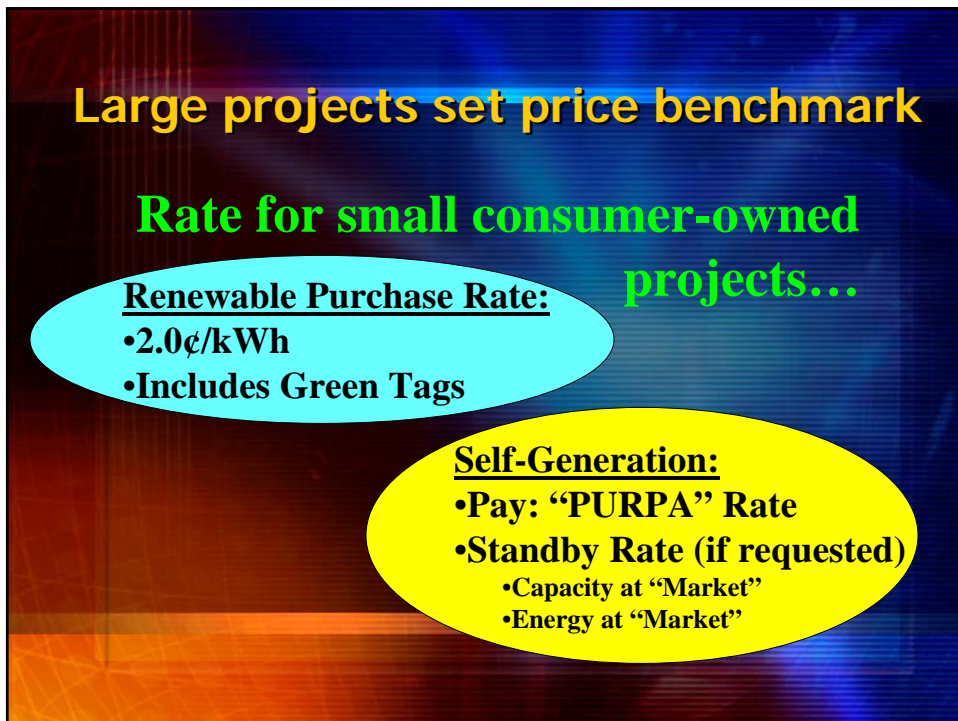 Large projects set price benchmark
Rate for small consumer-owned
projects…
Renewable Purchase Rate:
•2.0¢/kWh
•Includes Green Tags
Self-Generation:
•Pay: “PURPA” Rate
•Standby Rate (if requested)
•Capacity at “Market”
•Energy at “Market”